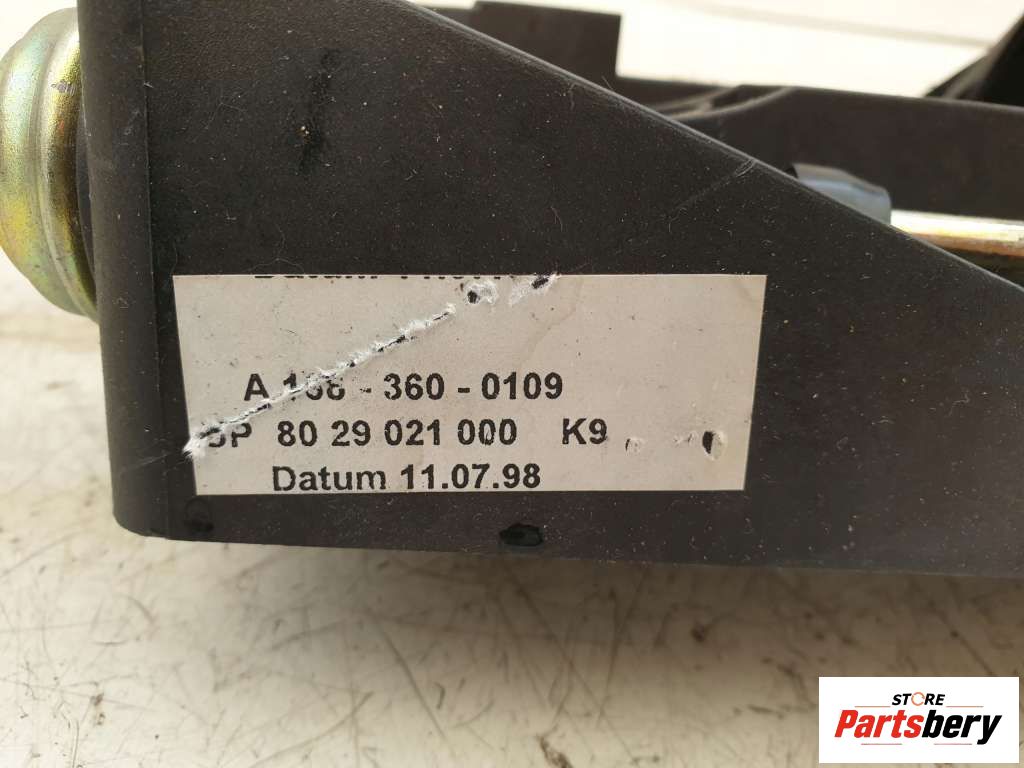 A 168 - 360 - 0109
80 29 021 000 K9
Datum 11.07.98
STORE
Partsbery